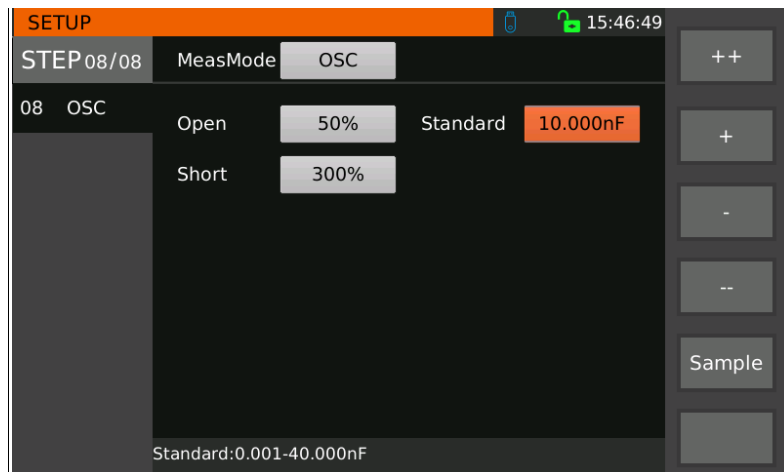 SETUP 15:46:49
STEP 08/08 MeasMode OSC ++
08 OSC
Open 50% Standard 10.000nF +
Short 300%
-
--
Sample
Standard:0.001-40.000nF